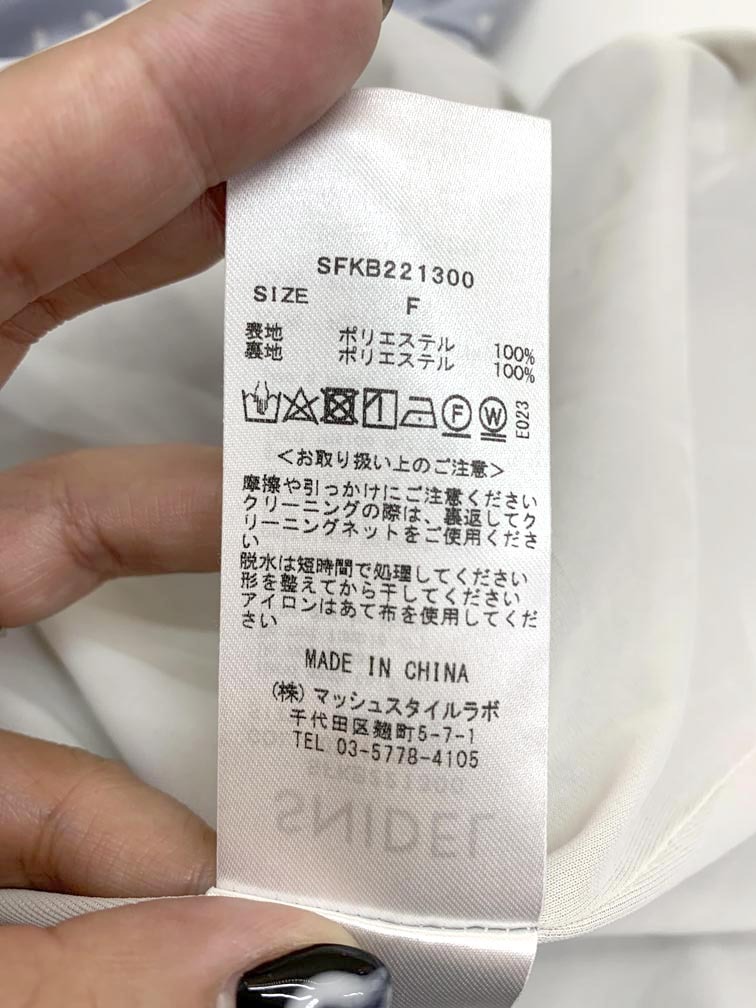 SFKB221300
SIZE F
表地 ポリエステル 100%
裏地 ポリエステル 100%
F W E023
<お取り扱い上のご注意>
摩擦や引っかけにご注意ください
クリーニングの際は、裏返してク
リーニングネットをご使用くださ
い
脱水は短時間で処理してください
形を整えてから干してください
アイロンはあて布を使用してくだ
さい
MADE IN CHINA
(株)マッシュスタイルラボ
千代田区麹町5-7-1
TEL 03-5778-4105
SFKB221300
SNIDEL